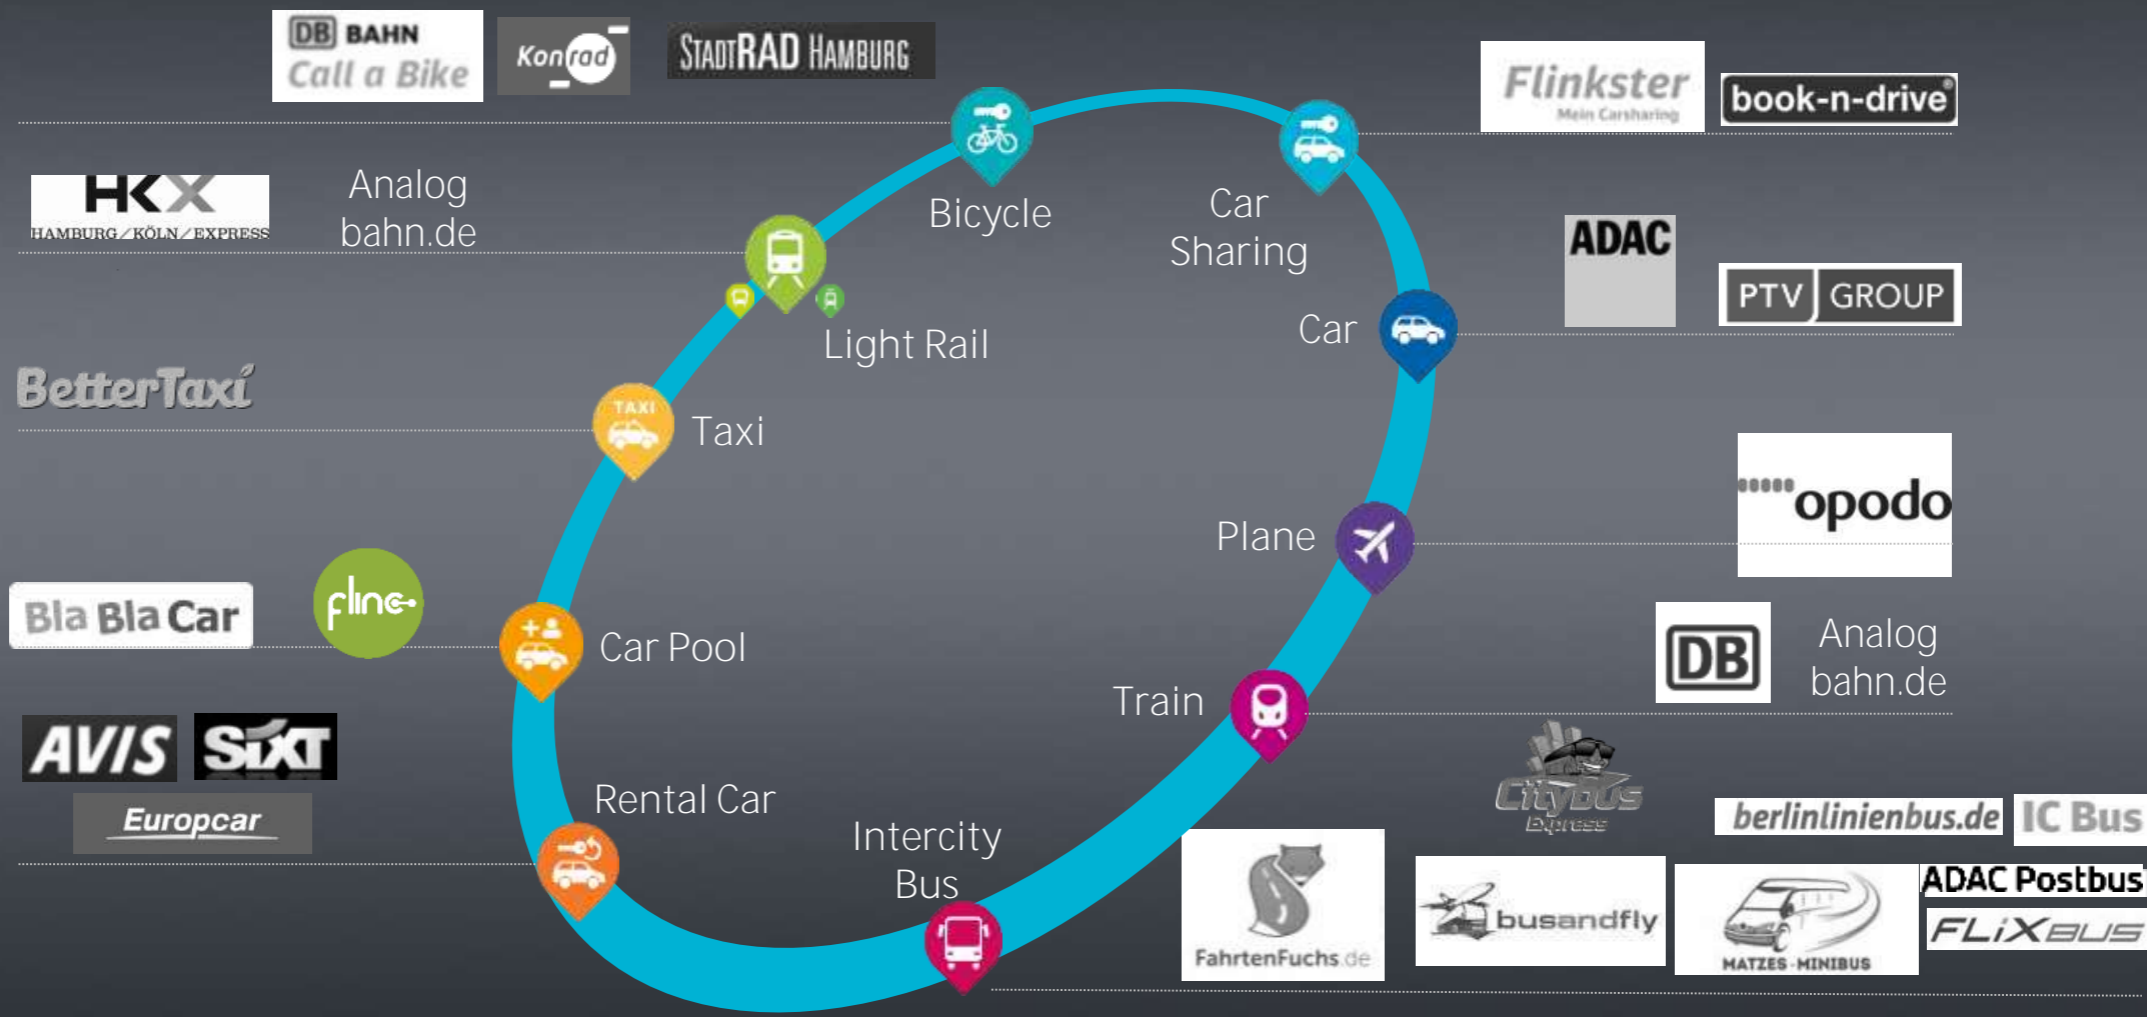 DB BAHN
Call a Bike
Konrad
STADTRAD HAMBURG
Flinkster
Mein Carsharing
book-n-drive®
Bicycle
Car
Sharing
HKX
HAMBURG/KÖLN/EXPRESS
Analog
bahn.de
Light Rail
ADAC
PTV GROUP
Car
BetterTaxi
TAXI
Taxi
opodo
Plane
Bla Bla Car
flinc
Car Pool
DB
Analog
bahn.de
Train
AVIS
SiXT
Europcar
Rental Car
Intercity
Bus
Citybus
Express
berlinlinienbus.de
IC Bus
FahrtenFuchs.de
busandfly
MATZES-MINIBUS
ADAC Postbus
FLiXBUS